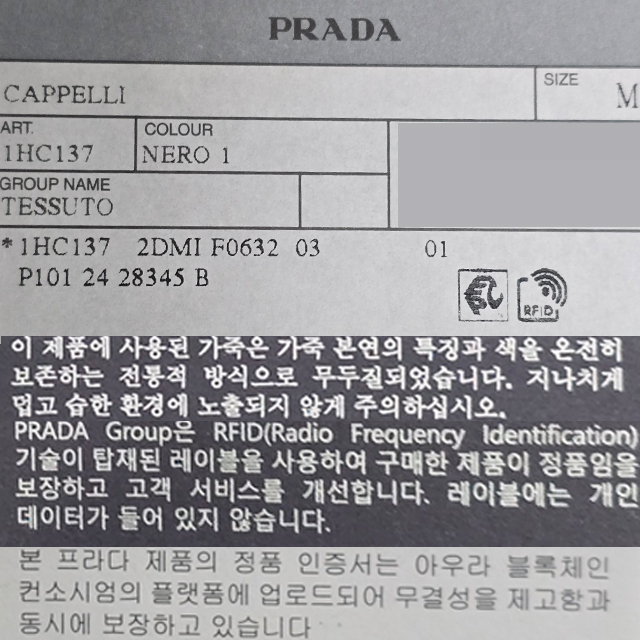 PRADA
CAPPELLI
SIZE
M
ART.
1HC137
COLOUR
NERO 1
GROUP NAME
TESSUTO
*1HC137 2DMI F0632 03 01
P101 24 28345 B
RFID
이 제품에 사용된 가죽은 가죽 본연의 특징과 색을 온전히
보존하는 전통적 방식으로 무두질되었습니다. 지나치게
덥고 습한 환경에 노출되지 않게 주의하십시오.
PRADA Group은 RFID(Radio Frequency Identification)
기술이 탑재된 레이블을 사용하여 구매한 제품이 정품임을
보장하고 고객 서비스를 개선합니다. 레이블에는 개인
데이터가 들어 있지 않습니다.
본 프라다 제품의 정품 인증서는 아우라 블록체인
컨소시엄의 플랫폼에 업로드되어 무결성을 제고함과
동시에 보장하고 있습니다